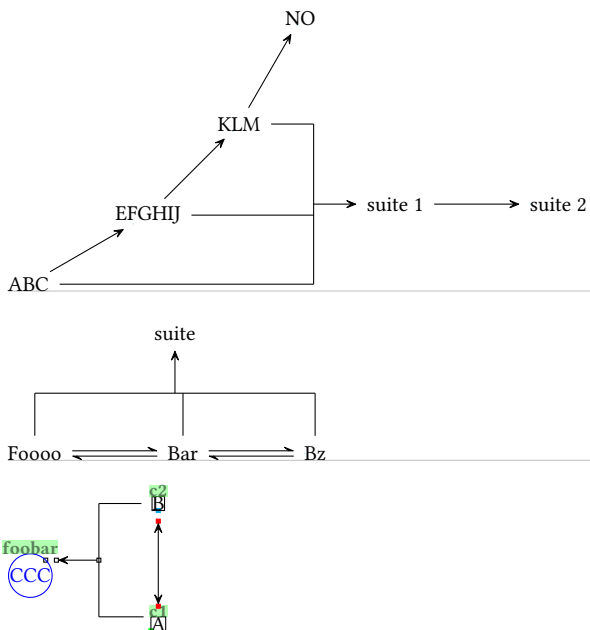 NO
KLM
suite 1 suite 2
EFGHIJ
ABC
suite
Foooo Bar Bz
c2
B
foobar
CCC
c1
A